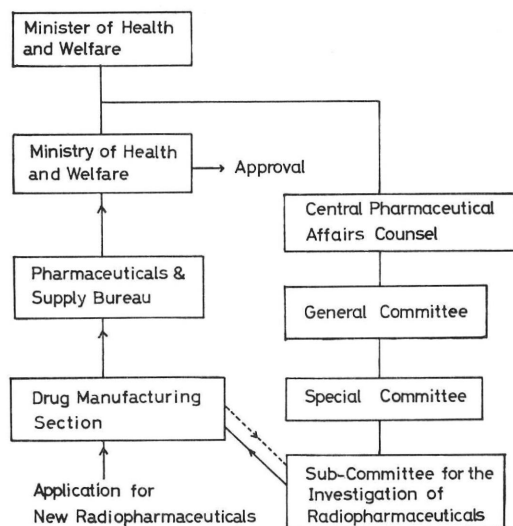 Minister of Health
and Welfare
Ministry of Health
and Welfare
Approval
Central Pharmaceutical
Affairs Counsel
Pharmaceuticals &
Supply Bureau
General Committee
Drug Manufacturing
Section
Special Committee
Application for
New Radiopharmaceuticals
Sub-Committee for the
Investigation of
Radiopharmaceuticals